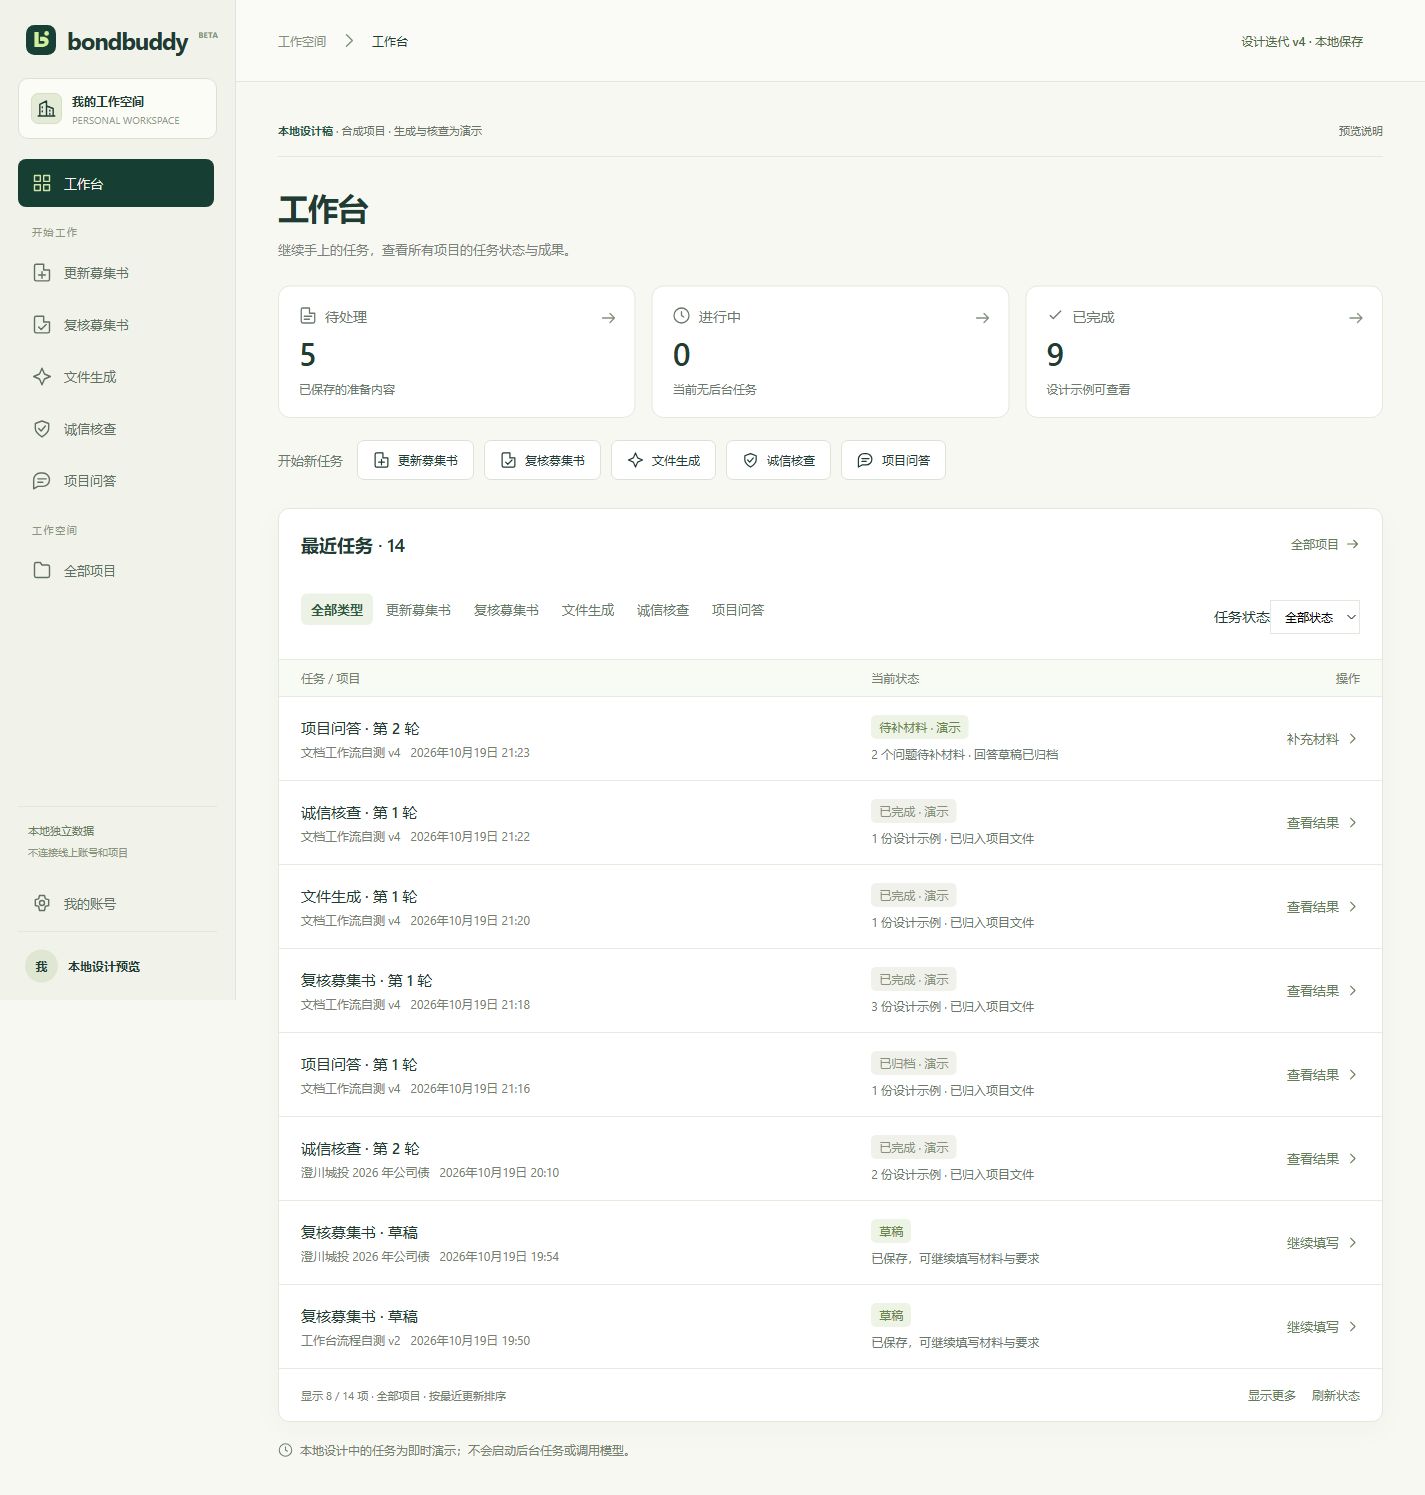 bondbuddy BETA
我的工作空间
PERSONAL WORKSPACE
工作台
开始工作
更新募集书
复核募集书
文件生成
诚信核查
项目问答
工作空间
全部项目
本地独立数据
不连接线上账号和项目
我的账号
我 本地设计预览
工作空间 工作台
设计迭代 v4 · 本地保存
本地设计稿 · 合成项目 · 生成与核查为演示
预览说明
工作台
继续手上的任务，查看所有项目的任务状态与成果。
待处理
5
已保存的准备内容
进行中
0
当前无后台任务
已完成
9
设计示例可查看
开始新任务 更新募集书 复核募集书 文件生成 诚信核查 项目问答
最近任务 · 14
全部项目
全部类型 更新募集书 复核募集书 文件生成 诚信核查 项目问答
任务状态 全部状态
任务 / 项目 当前状态 操作
项目问答 · 第 2 轮
文档工作流自测 v4 2026年10月19日 21:23
待补材料 · 演示
2 个问题待补材料 · 回答草稿已归档
补充材料
诚信核查 · 第 1 轮
文档工作流自测 v4 2026年10月19日 21:22
已完成 · 演示
1 份设计示例 · 已归入项目文件
查看结果
文件生成 · 第 1 轮
文档工作流自测 v4 2026年10月19日 21:20
已完成 · 演示
1 份设计示例 · 已归入项目文件
查看结果
复核募集书 · 第 1 轮
文档工作流自测 v4 2026年10月19日 21:18
已完成 · 演示
3 份设计示例 · 已归入项目文件
查看结果
项目问答 · 第 1 轮
文档工作流自测 v4 2026年10月19日 21:16
已归档 · 演示
1 份设计示例 · 已归入项目文件
查看结果
诚信核查 · 第 2 轮
澄川城投 2026 年公司债 2026年10月19日 20:10
已完成 · 演示
2 份设计示例 · 已归入项目文件
查看结果
复核募集书 · 草稿
澄川城投 2026 年公司债 2026年10月19日 19:54
草稿
已保存，可继续填写材料与要求
继续填写
复核募集书 · 草稿
工作台流程自测 v2 2026年10月19日 19:50
草稿
已保存，可继续填写材料与要求
继续填写
显示 8 / 14 项 · 全部项目 · 按最近更新排序
显示更多 刷新状态
本地设计中的任务为即时演示；不会启动后台任务或调用模型。